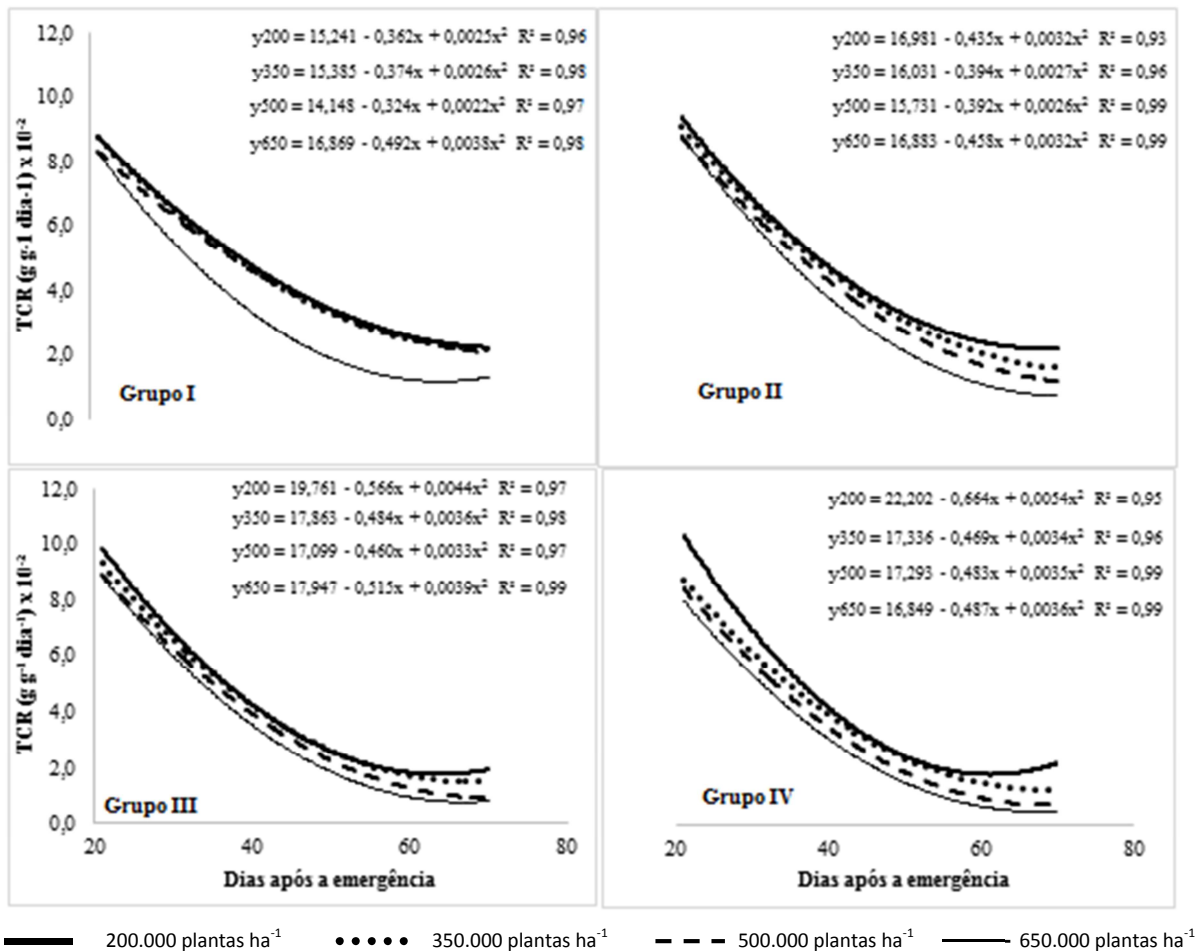 12,0
10,0
8,0
6,0
4,0
2,0
0,0
TCR (g g-1 dia-1) x 10⁻²
y200 = 15,241 - 0,362x + 0,0025x² R² = 0,96
y350 = 15,385 - 0,374x + 0,0026x² R² = 0,98
y500 = 14,148 - 0,324x + 0,0022x² R² = 0,97
y650 = 16,869 - 0,492x + 0,0038x² R² = 0,98
Grupo I
y200 = 16,981 - 0,435x + 0,0032x² R² = 0,93
y350 = 16,031 - 0,394x + 0,0027x² R² = 0,96
y500 = 15,731 - 0,392x + 0,0026x² R² = 0,99
y650 = 16,883 - 0,458x + 0,0032x² R² = 0,99
Grupo II
12,0
10,0
8,0
6,0
4,0
2,0
0,0
TCR (g g⁻¹ dia⁻¹) x 10⁻²
y200 = 19,761 - 0,566x + 0,0044x² R² = 0,97
y350 = 17,863 - 0,484x + 0,0036x² R² = 0,98
y500 = 17,099 - 0,460x + 0,0033x² R² = 0,97
y650 = 17,947 - 0,515x + 0,0039x² R² = 0,99
Grupo III
20 40 60 80
Dias após a emergência
y200 = 22,202 - 0,664x + 0,0054x² R² = 0,95
y350 = 17,336 - 0,469x + 0,0034x² R² = 0,96
y500 = 17,293 - 0,483x + 0,0035x² R² = 0,99
y650 = 16,849 - 0,487x + 0,0036x² R² = 0,99
Grupo IV
20 40 60 80
Dias após a emergência
200.000 plantas ha⁻¹ 350.000 plantas ha⁻¹ 500.000 plantas ha⁻¹ 650.000 plantas ha⁻¹